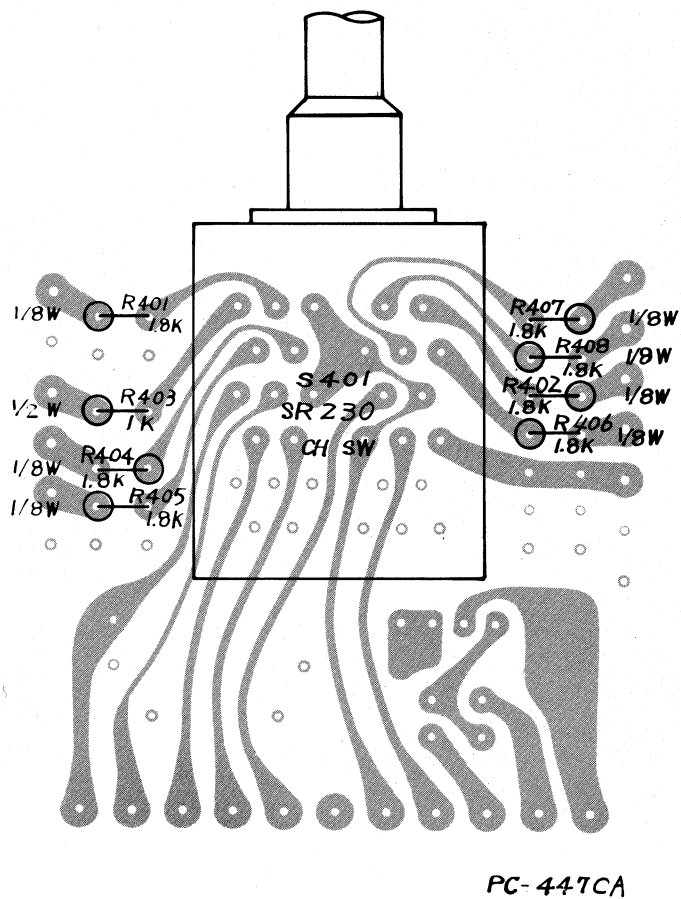 1/8W R401 1.8K
1/2 W R403 1K
1/8W R404 1.8K
1/8W R405 1.8K
S401
SR230
CH SW
R407 1.8K 1/8W
R408 1.8K 1/8W
R402 1.8K 1/8W
R406 1.8K 1/8W
PC-447CA